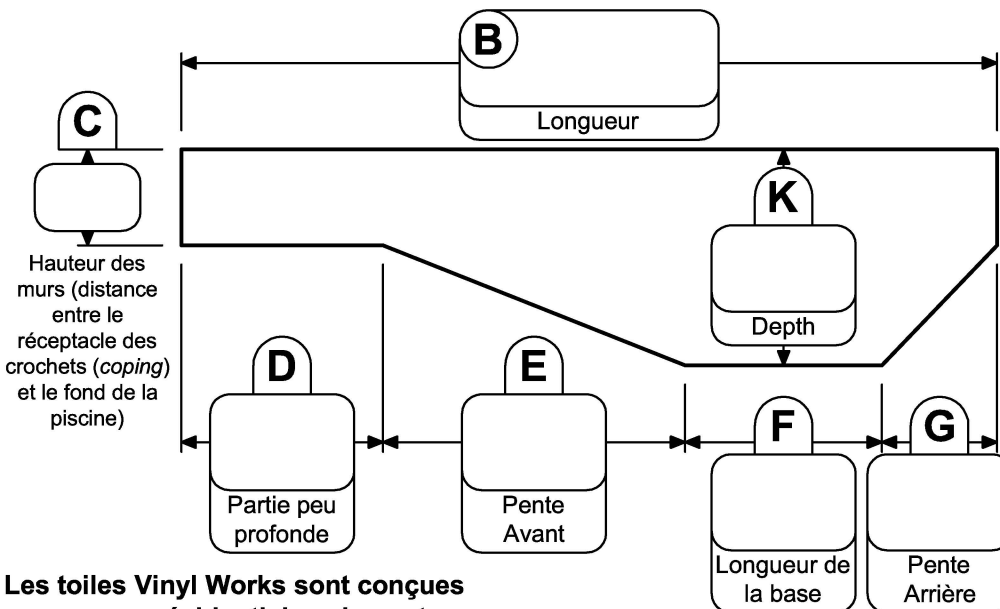 B
Longueur
C
K
Hauteur des
murs (distance
entre le
réceptacle des
crochets (coping)
et le fond de la
piscine)
Depth
D
E
F
G
Partie peu
profonde
Pente
Avant
Longueur de
la base
Pente
Arrière
Les toiles Vinyl Works sont conçues